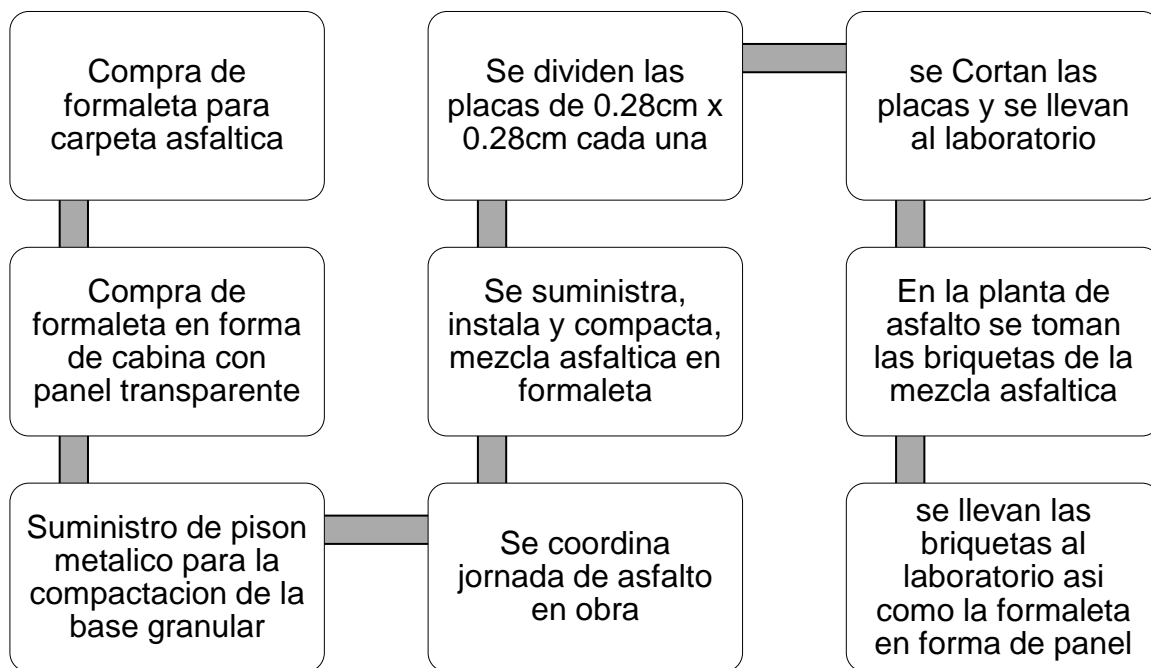 Compra de
formaleta para
carpeta asfaltica
Compra de
formaleta en forma
de cabina con
panel transparente
Suministro de pison
metalico para la
compactacion de la
base granular
Se coordina
jornada de asfalto
en obra
Se suministra,
instala y compacta,
mezcla asfaltica en
formaleta
Se dividen las
placas de 0.28cm x
0.28cm cada una
se Cortan las
placas y se llevan
al laboratorio
En la planta de
asfalto se toman
las briquetas de la
mezcla asfaltica
se llevan las
briquetas al
laboratorio asi
como la formaleta
en forma de panel